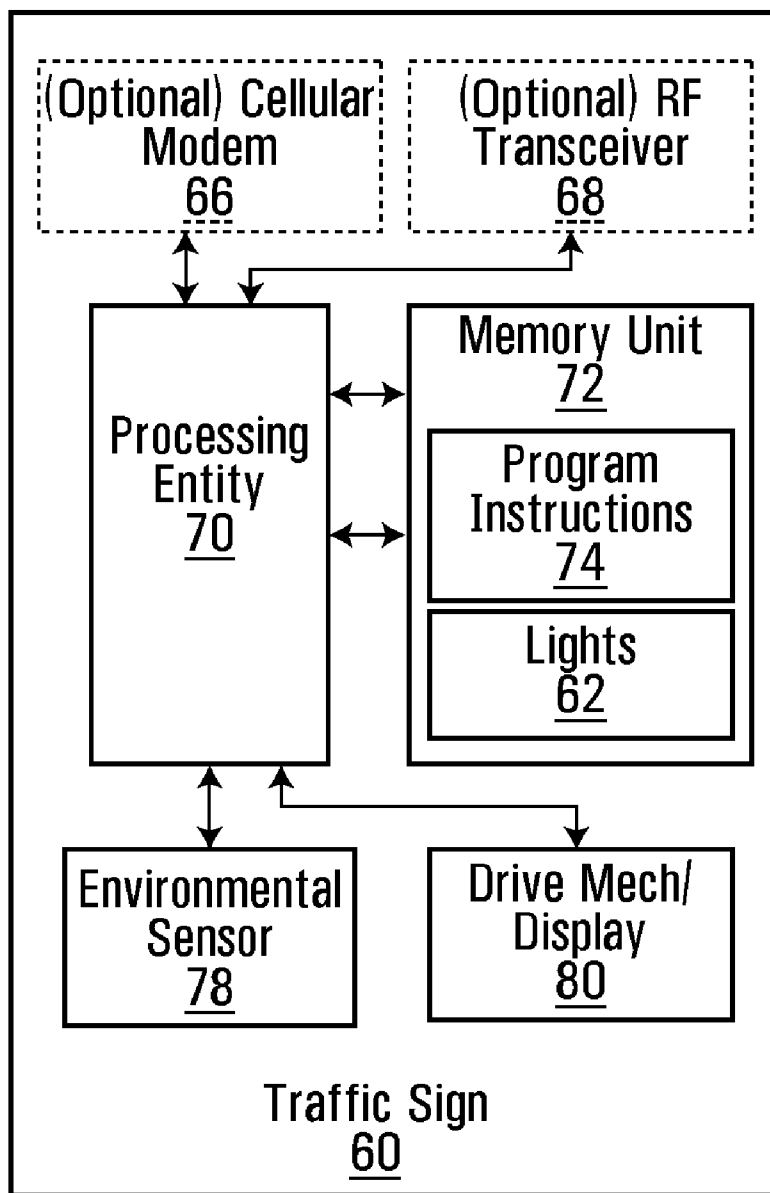 (Optional) Cellular
Modem
66
(Optional) RF
Transceiver
68
Processing
Entity
70
Memory Unit
72
Program
Instructions
74
Lights
62
Environmental
Sensor
78
Drive Mech/
Display
80
Traffic Sign
60